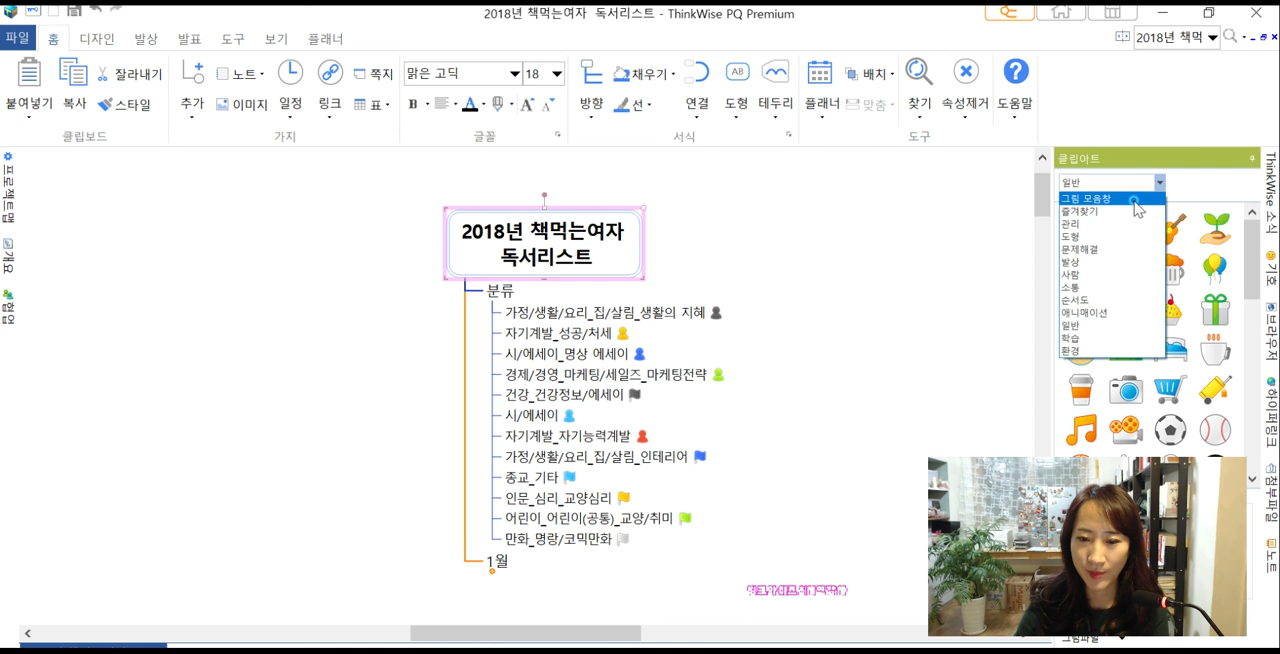 2018년 책먹는여자 독서리스트 - ThinkWise PQ Premium
파일 홈 디자인 발상 발표 도구 보기 플래너
2018년 책먹
잘라내기 노트 쪽지 맑은 고딕 18 채우기 배치
붙여넣기 복사 스타일 추가 이미지 일정 링크 표 방향 선 연결 도형 테두리 플래너 맞춤 찾기 속성제거 도움말
클립보드 가지 글꼴 서식 도구
프로젝트맵
개요
협업
2018년 책먹는여자
독서리스트
분류
가정/생활/요리_집/살림_생활의 지혜
자기계발_성공/처세
시/에세이_명상 에세이
경제/경영_마케팅/세일즈_마케팅전략
건강_건강정보/에세이
시/에세이
자기계발_자기능력계발
가정/생활/요리_집/살림_인테리어
종교_기타
인문_심리_교양심리
어린이_어린이(공통)_교양/취미
만화_명랑/코믹만화
1월
클립아트
일반
그림 모음창
즐겨찾기
관리
도형
문제해결
발상
사람
소통
순서도
애니메이션
일반
학습
환경
그림파일
ThinkWise 소식
기호
브라우저
하이퍼링크
첨부파일
노트